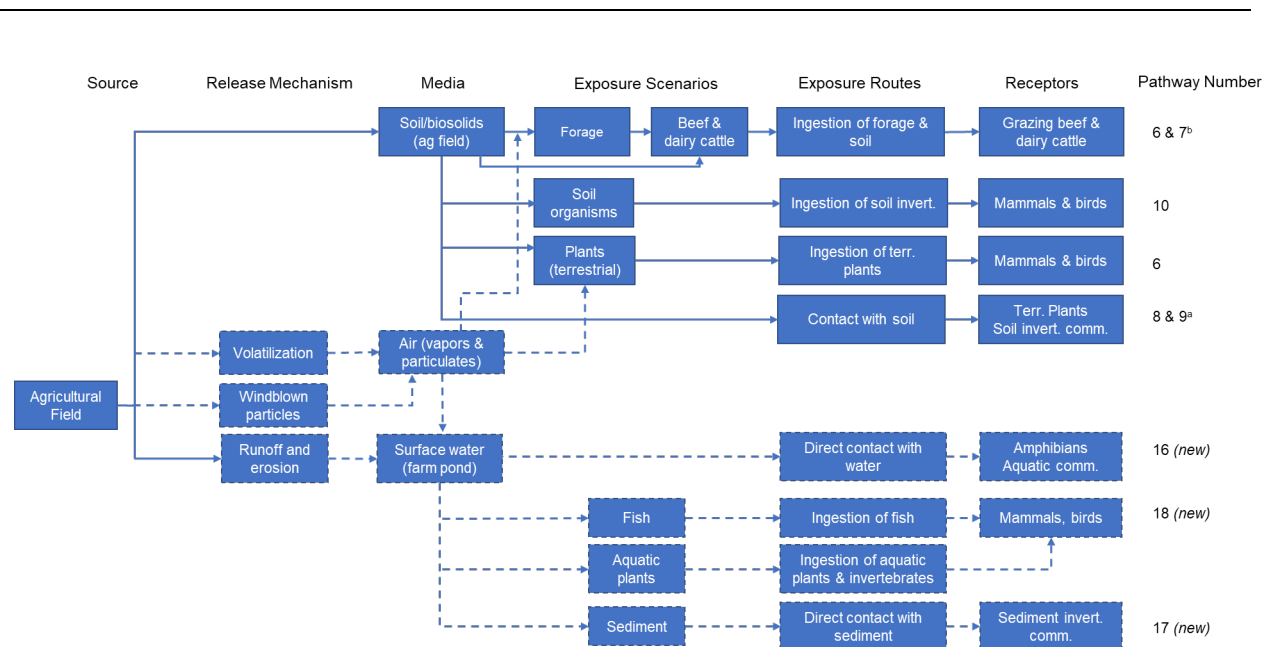 Source Release Mechanism Media Exposure Scenarios Exposure Routes Receptors Pathway Number
Soil/biosolids
(ag field)
Forage
Beef &
dairy cattle
Ingestion of forage &
soil
Grazing beef &
dairy cattle
6 & 7ᵇ
Soil
organisms
Ingestion of soil invert.
Mammals & birds
10
Plants
(terrestrial)
Ingestion of terr.
plants
Mammals & birds
6
Contact with soil
Terr. Plants
Soil invert. comm.
8 & 9ᵃ
Volatilization
Air (vapors &
particulates)
Agricultural
Field
Windblown
particles
Runoff and
erosion
Surface water
(farm pond)
Direct contact with
water
Amphibians
Aquatic comm.
16 (new)
Fish
Ingestion of fish
Mammals, birds
18 (new)
Aquatic
plants
Ingestion of aquatic
plants & invertebrates
Sediment
Direct contact with
sediment
Sediment invert.
comm.
17 (new)